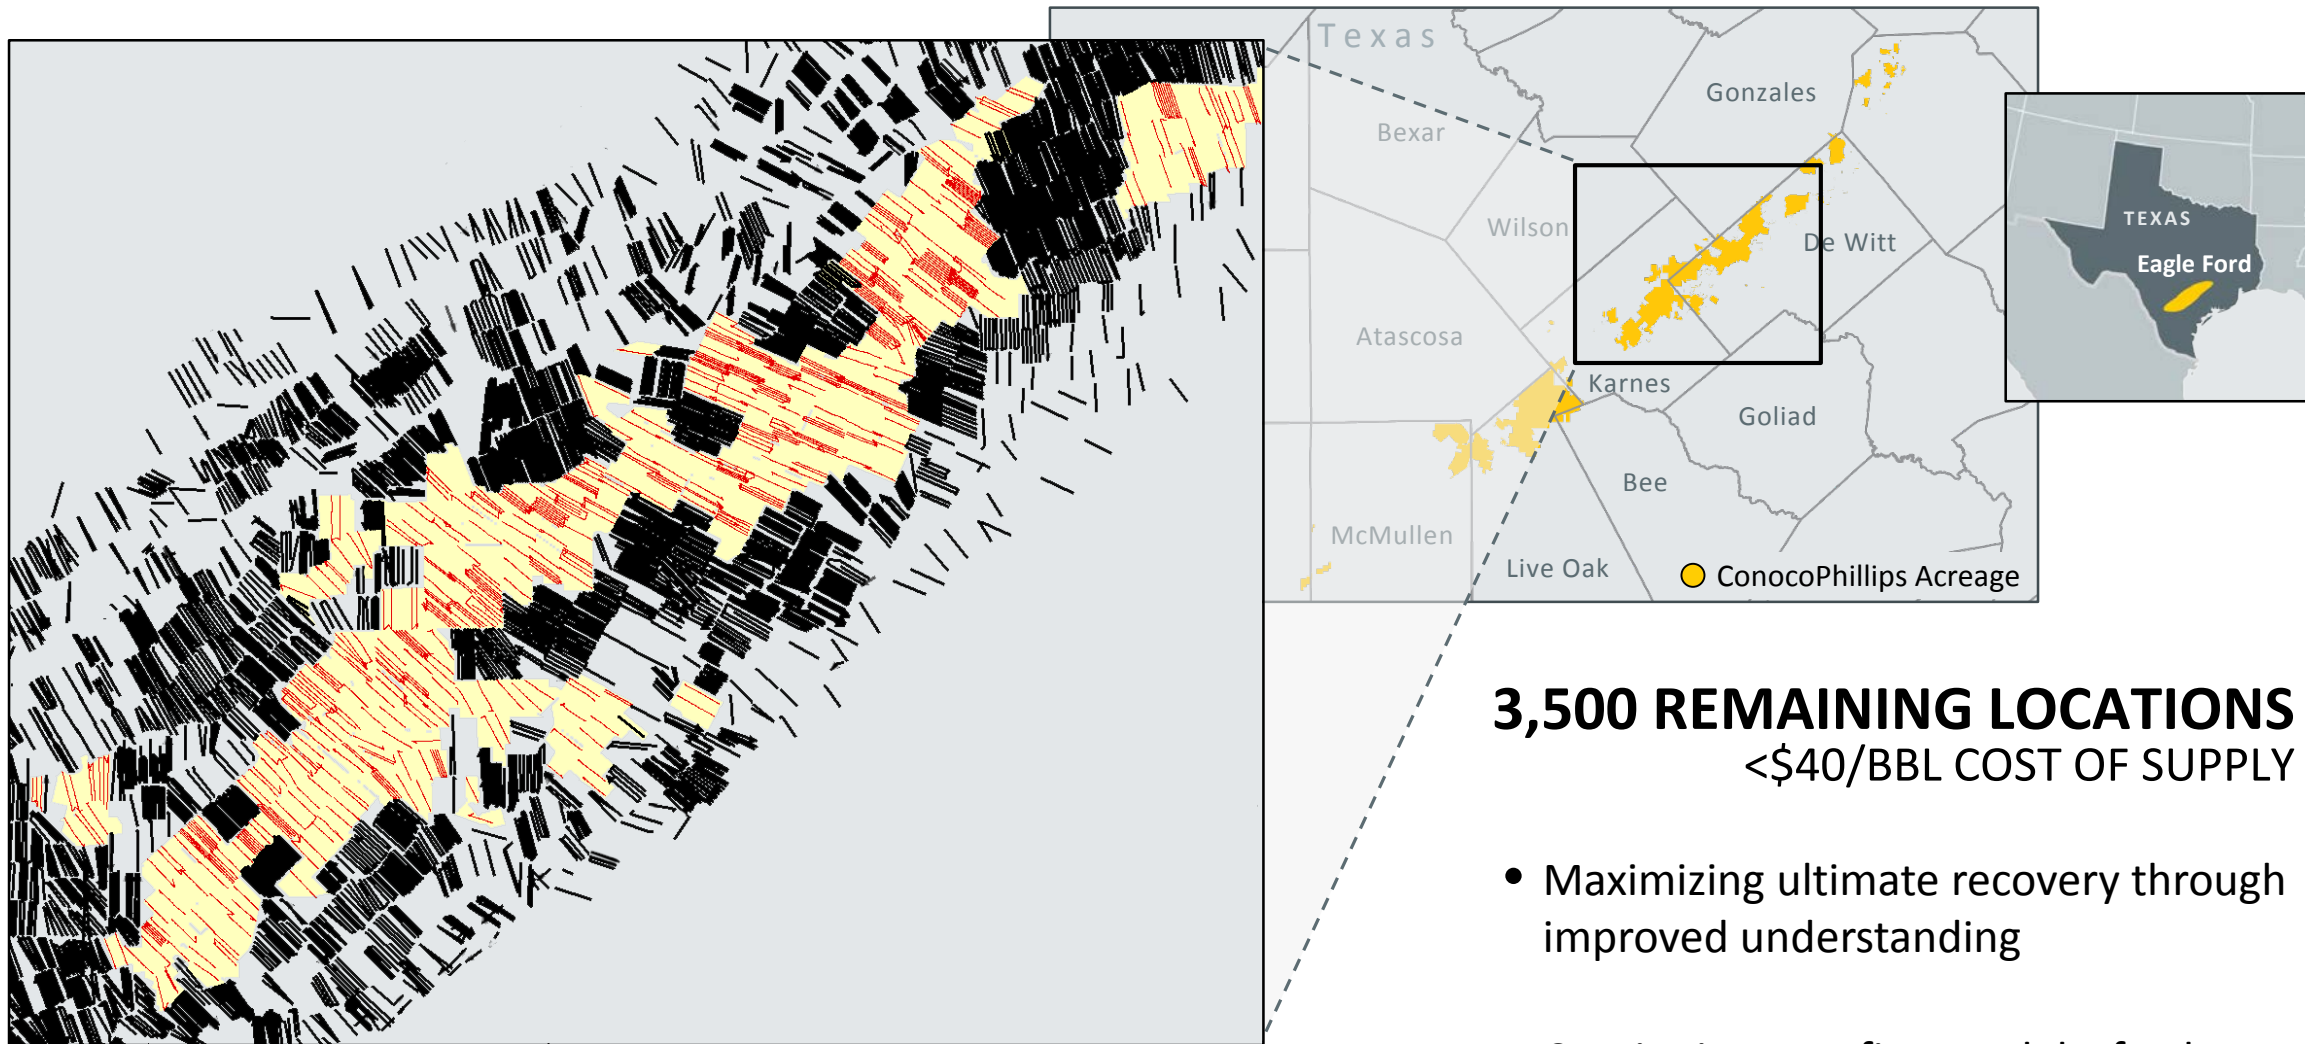 Texas
Gonzales
Bexar
Wilson
De Witt
Atascosa
Karnes
Goliad
Bee
McMullen
Live Oak
ConocoPhillips Acreage
TEXAS
Eagle Ford
3,500 REMAINING LOCATIONS
<$40/BBL COST OF SUPPLY
• Maximizing ultimate recovery through
improved understanding